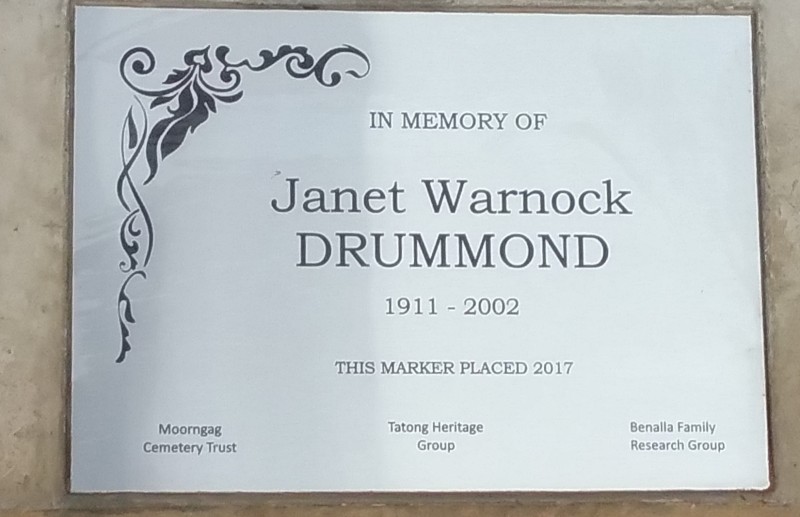 IN MEMORY OF
Janet Warnock
DRUMMOND
1911 - 2002
THIS MARKER PLACED 2017
Moorngag
Cemetery Trust
Tatong Heritage
Group
Benalla Family
Research Group